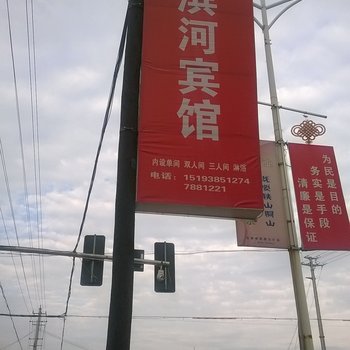 滨河宾馆
内设单间 双人间 三人间 淋浴
电话：15193851274
7881221
为民是目的
务实是手段
清廉是保证